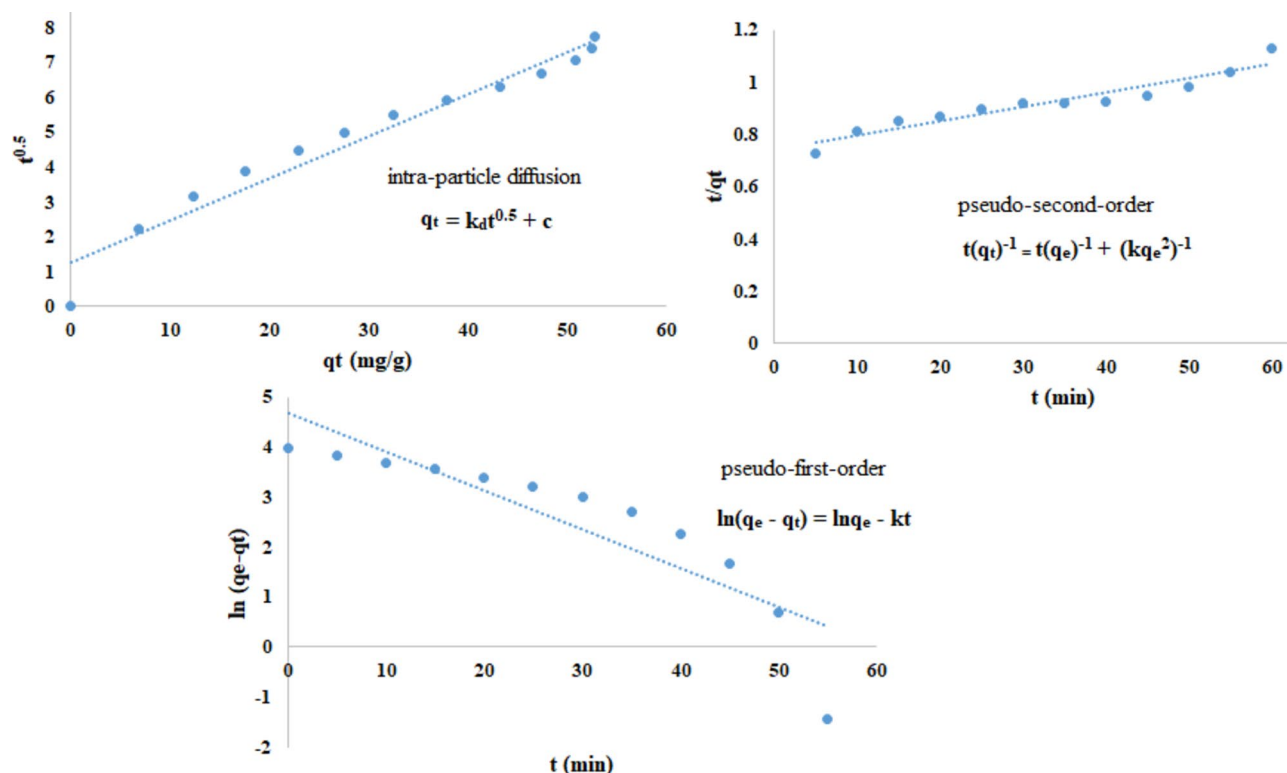 8
7
6
5
4
3
2
1
0
t0.5
intra-particle diffusion
qt = kdt0.5 + c
0 10 20 30 40 50 60
qt (mg/g)
1.2
1
0.8
0.6
0.4
0.2
0
t/qt
pseudo-second-order
t(qt)-1 = t(qe)-1 + (kqe2)-1
0 10 20 30 40 50 60
t (min)
5
4
3
2
1
0
-1
-2
ln (qe-qt)
pseudo-first-order
ln(qe - qt) = lnqe - kt
0 10 20 30 40 50 60
t (min)